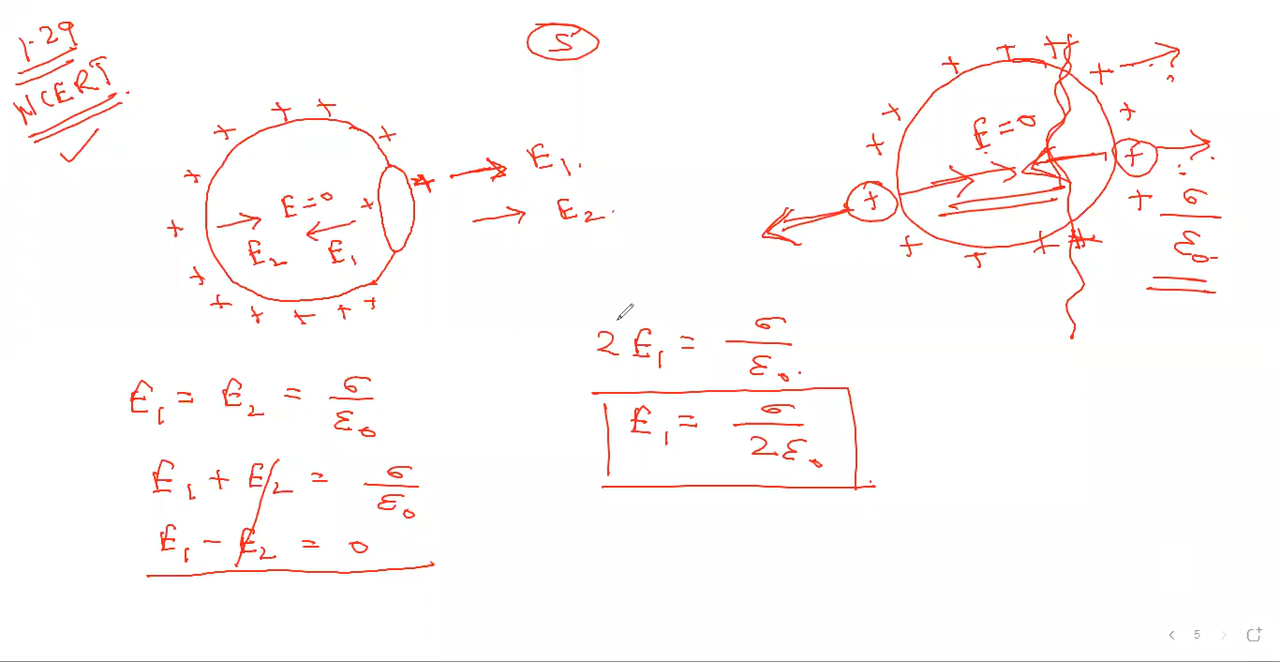 1.29
NCERT
5
+ + + + + + + + + + + + + + +
E₁.
E₂.
E=0
E₂ E₁
+ + + + + + + + + + + + +
E=0
?
σ/ε₀
E₁ = E₂ = σ/ε₀
E₁ + E₂ = σ/ε₀
E₁ - E₂ = 0
2E₁ = σ/ε₀.
E₁ = σ/2ε₀
< 5 >